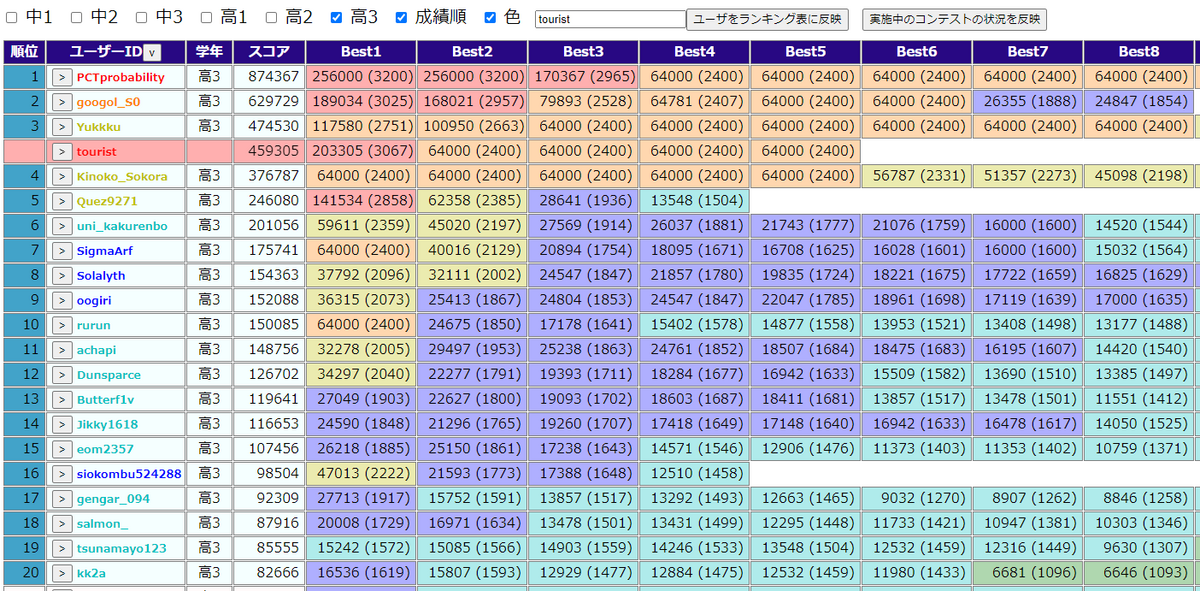 中1 中2 中3 高1 高2 高3 成績順 色 tourist ユーザをランキング表に反映 実施中のコンテストの状況を反映
順位 ユーザーID v 学年 スコア Best1 Best2 Best3 Best4 Best5 Best6 Best7 Best8
1 > PCTprobability 高3 874367 256000 (3200) 256000 (3200) 170367 (2965) 64000 (2400) 64000 (2400) 64000 (2400) 64000 (2400) 64000 (2400)
2 > googol_S0 高3 629729 189034 (3025) 168021 (2957) 79893 (2528) 64781 (2407) 64000 (2400) 64000 (2400) 26355 (1888) 24847 (1854)
3 > Yukkku 高3 474530 117580 (2751) 100950 (2663) 64000 (2400) 64000 (2400) 64000 (2400) 64000 (2400) 64000 (2400) 64000 (2400)
> tourist 459305 203305 (3067) 64000 (2400) 64000 (2400) 64000 (2400) 64000 (2400)
4 > Kinoko_Sokora 高3 376787 64000 (2400) 64000 (2400) 64000 (2400) 64000 (2400) 64000 (2400) 56787 (2331) 51357 (2273) 45098 (2198)
5 > Quez9271 高3 246080 141534 (2858) 62358 (2385) 28641 (1936) 13548 (1504)
6 > uni_kakurenbo 高3 201056 59611 (2359) 45020 (2197) 27569 (1914) 26037 (1881) 21743 (1777) 21076 (1759) 16000 (1600) 14520 (1544)
7 > SigmaArf 高3 175741 64000 (2400) 40016 (2129) 20894 (1754) 18095 (1671) 16708 (1625) 16028 (1601) 16000 (1600) 15032 (1564)
8 > Solalyth 高3 154363 37792 (2096) 32111 (2002) 24547 (1847) 21857 (1780) 19835 (1724) 18221 (1675) 17722 (1659) 16825 (1629)
9 > oogiri 高3 152088 36315 (2073) 25413 (1867) 24804 (1853) 24547 (1847) 22047 (1785) 18961 (1698) 17119 (1639) 17000 (1635)
10 > rurun 高3 150085 64000 (2400) 24675 (1850) 17178 (1641) 15402 (1578) 14877 (1558) 13953 (1521) 13408 (1498) 13177 (1488)
11 > achapi 高3 148756 32278 (2005) 29497 (1953) 25238 (1863) 24761 (1852) 18507 (1684) 18475 (1683) 16195 (1607) 14420 (1540)
12 > Dunsparce 高3 126702 34297 (2040) 22277 (1791) 19393 (1711) 18284 (1677) 16942 (1633) 15509 (1582) 13690 (1510) 13385 (1497)
13 > Butterf1v 高3 119641 27049 (1903) 22627 (1800) 19093 (1702) 18603 (1687) 18411 (1681) 13857 (1517) 13478 (1501) 11551 (1412)
14 > Jikky1618 高3 116653 24590 (1848) 21296 (1765) 19260 (1707) 17418 (1649) 17148 (1640) 16942 (1633) 16478 (1617) 14050 (1525)
15 > eom2357 高3 107456 26218 (1885) 25150 (1861) 17238 (1643) 14571 (1546) 12906 (1476) 11373 (1403) 11353 (1402) 10759 (1371)
16 > siokombu524288 高3 98504 47013 (2222) 21593 (1773) 17388 (1648) 12510 (1458)
17 > gengar_094 高3 92309 27713 (1917) 15752 (1591) 13857 (1517) 13292 (1493) 12663 (1465) 9032 (1270) 8907 (1262) 8846 (1258)
18 > salmon_ 高3 87916 20008 (1729) 16971 (1634) 13478 (1501) 13431 (1499) 12295 (1448) 11733 (1421) 10947 (1381) 10303 (1346)
19 > tsunamayo123 高3 85555 15242 (1572) 15085 (1566) 14903 (1559) 14246 (1533) 13548 (1504) 12532 (1459) 12316 (1449) 9630 (1307)
20 > kk2a 高3 82666 16536 (1619) 15807 (1593) 12929 (1477) 12884 (1475) 12532 (1459) 11980 (1433) 6681 (1096) 6646 (1093)